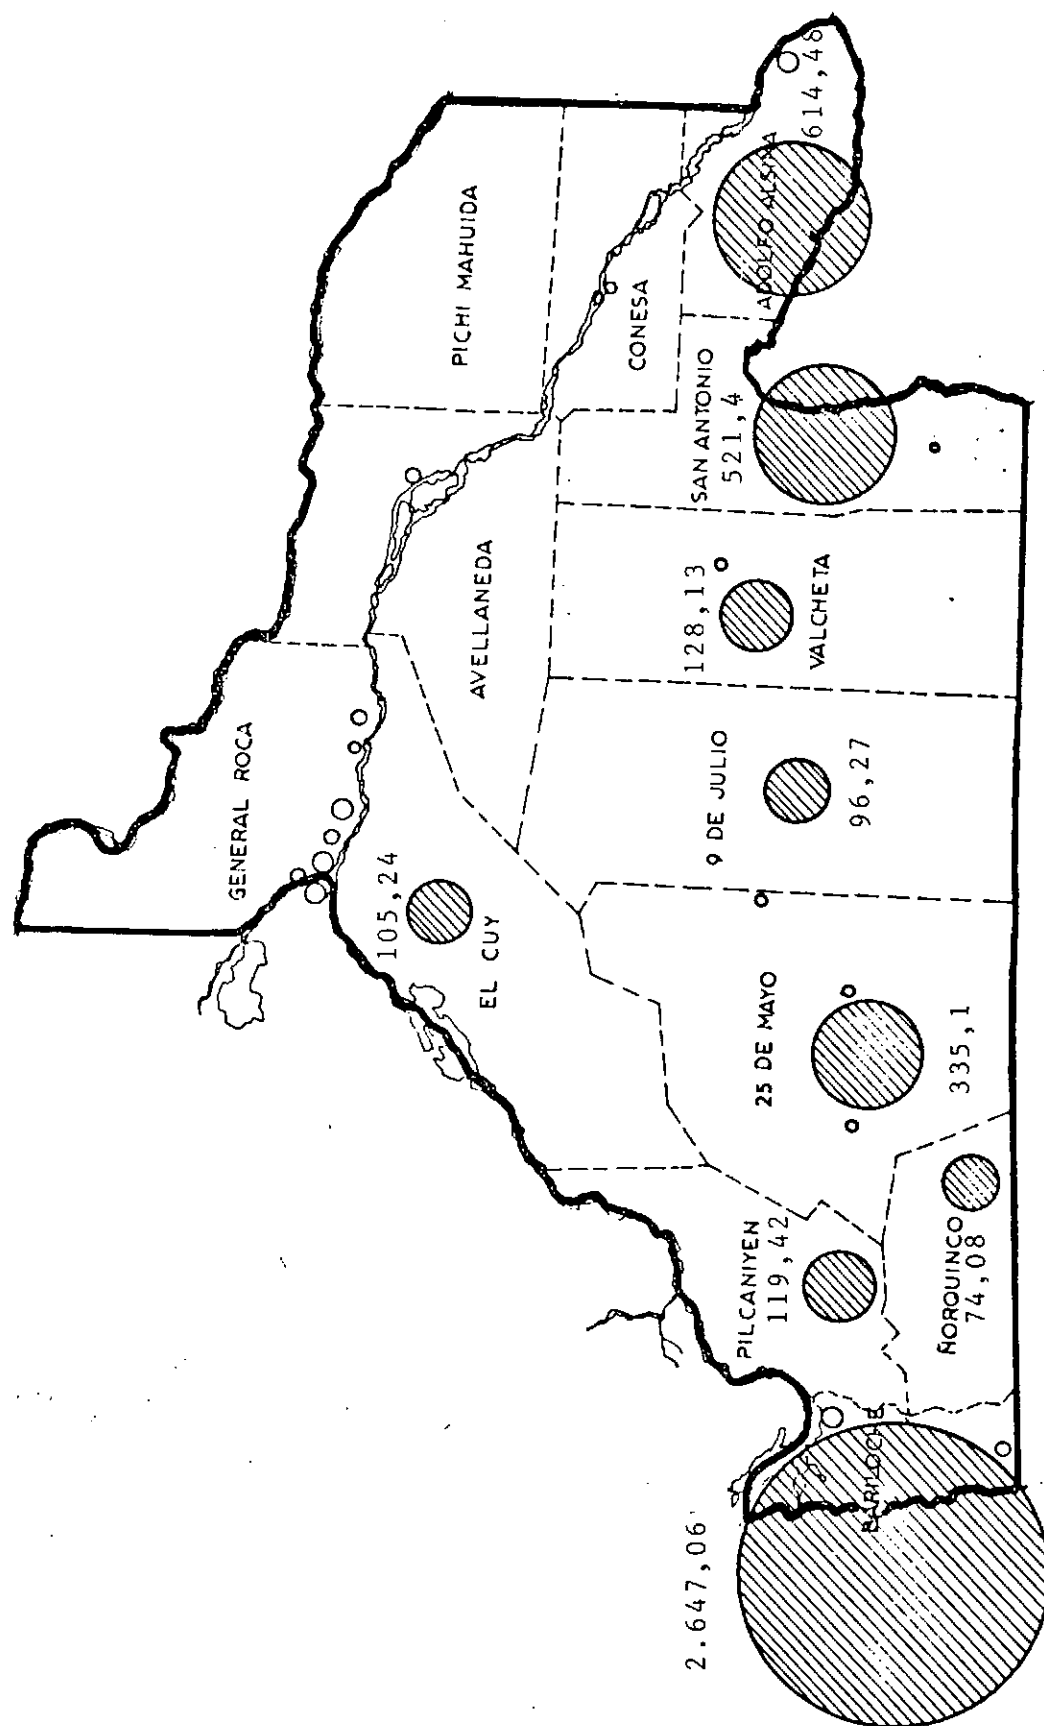 GENERAL ROCA
PICHI MAHUIDA
AVELLANEDA
CONESA
EL CUY
105,24
ADOLFO ALSINA
614,48
SAN ANTONIO
521,4
128,13
VALCHETA
9 DE JULIO
96,27
25 DE MAYO
335,1
PILCANIYEN
119,42
ÑORQUINCO
74,08
BARILOCHE
2.647,06